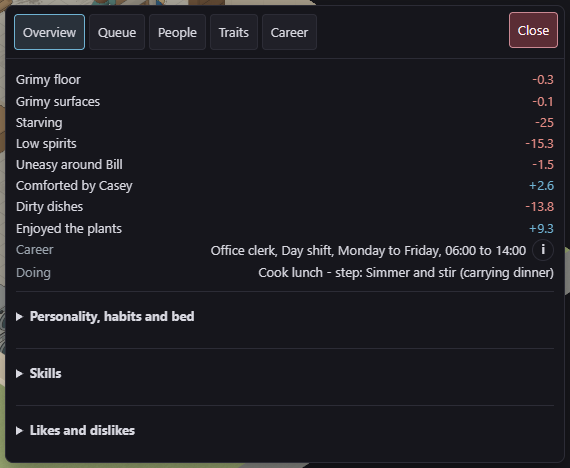 Overview Queue People Traits Career Close
Grimy floor -0.3
Grimy surfaces -0.1
Starving -25
Low spirits -15.3
Uneasy around Bill -1.5
Comforted by Casey +2.6
Dirty dishes -13.8
Enjoyed the plants +9.3
Career Office clerk, Day shift, Monday to Friday, 06:00 to 14:00 i
Doing Cook lunch - step: Simmer and stir (carrying dinner)
Personality, habits and bed
Skills
Likes and dislikes